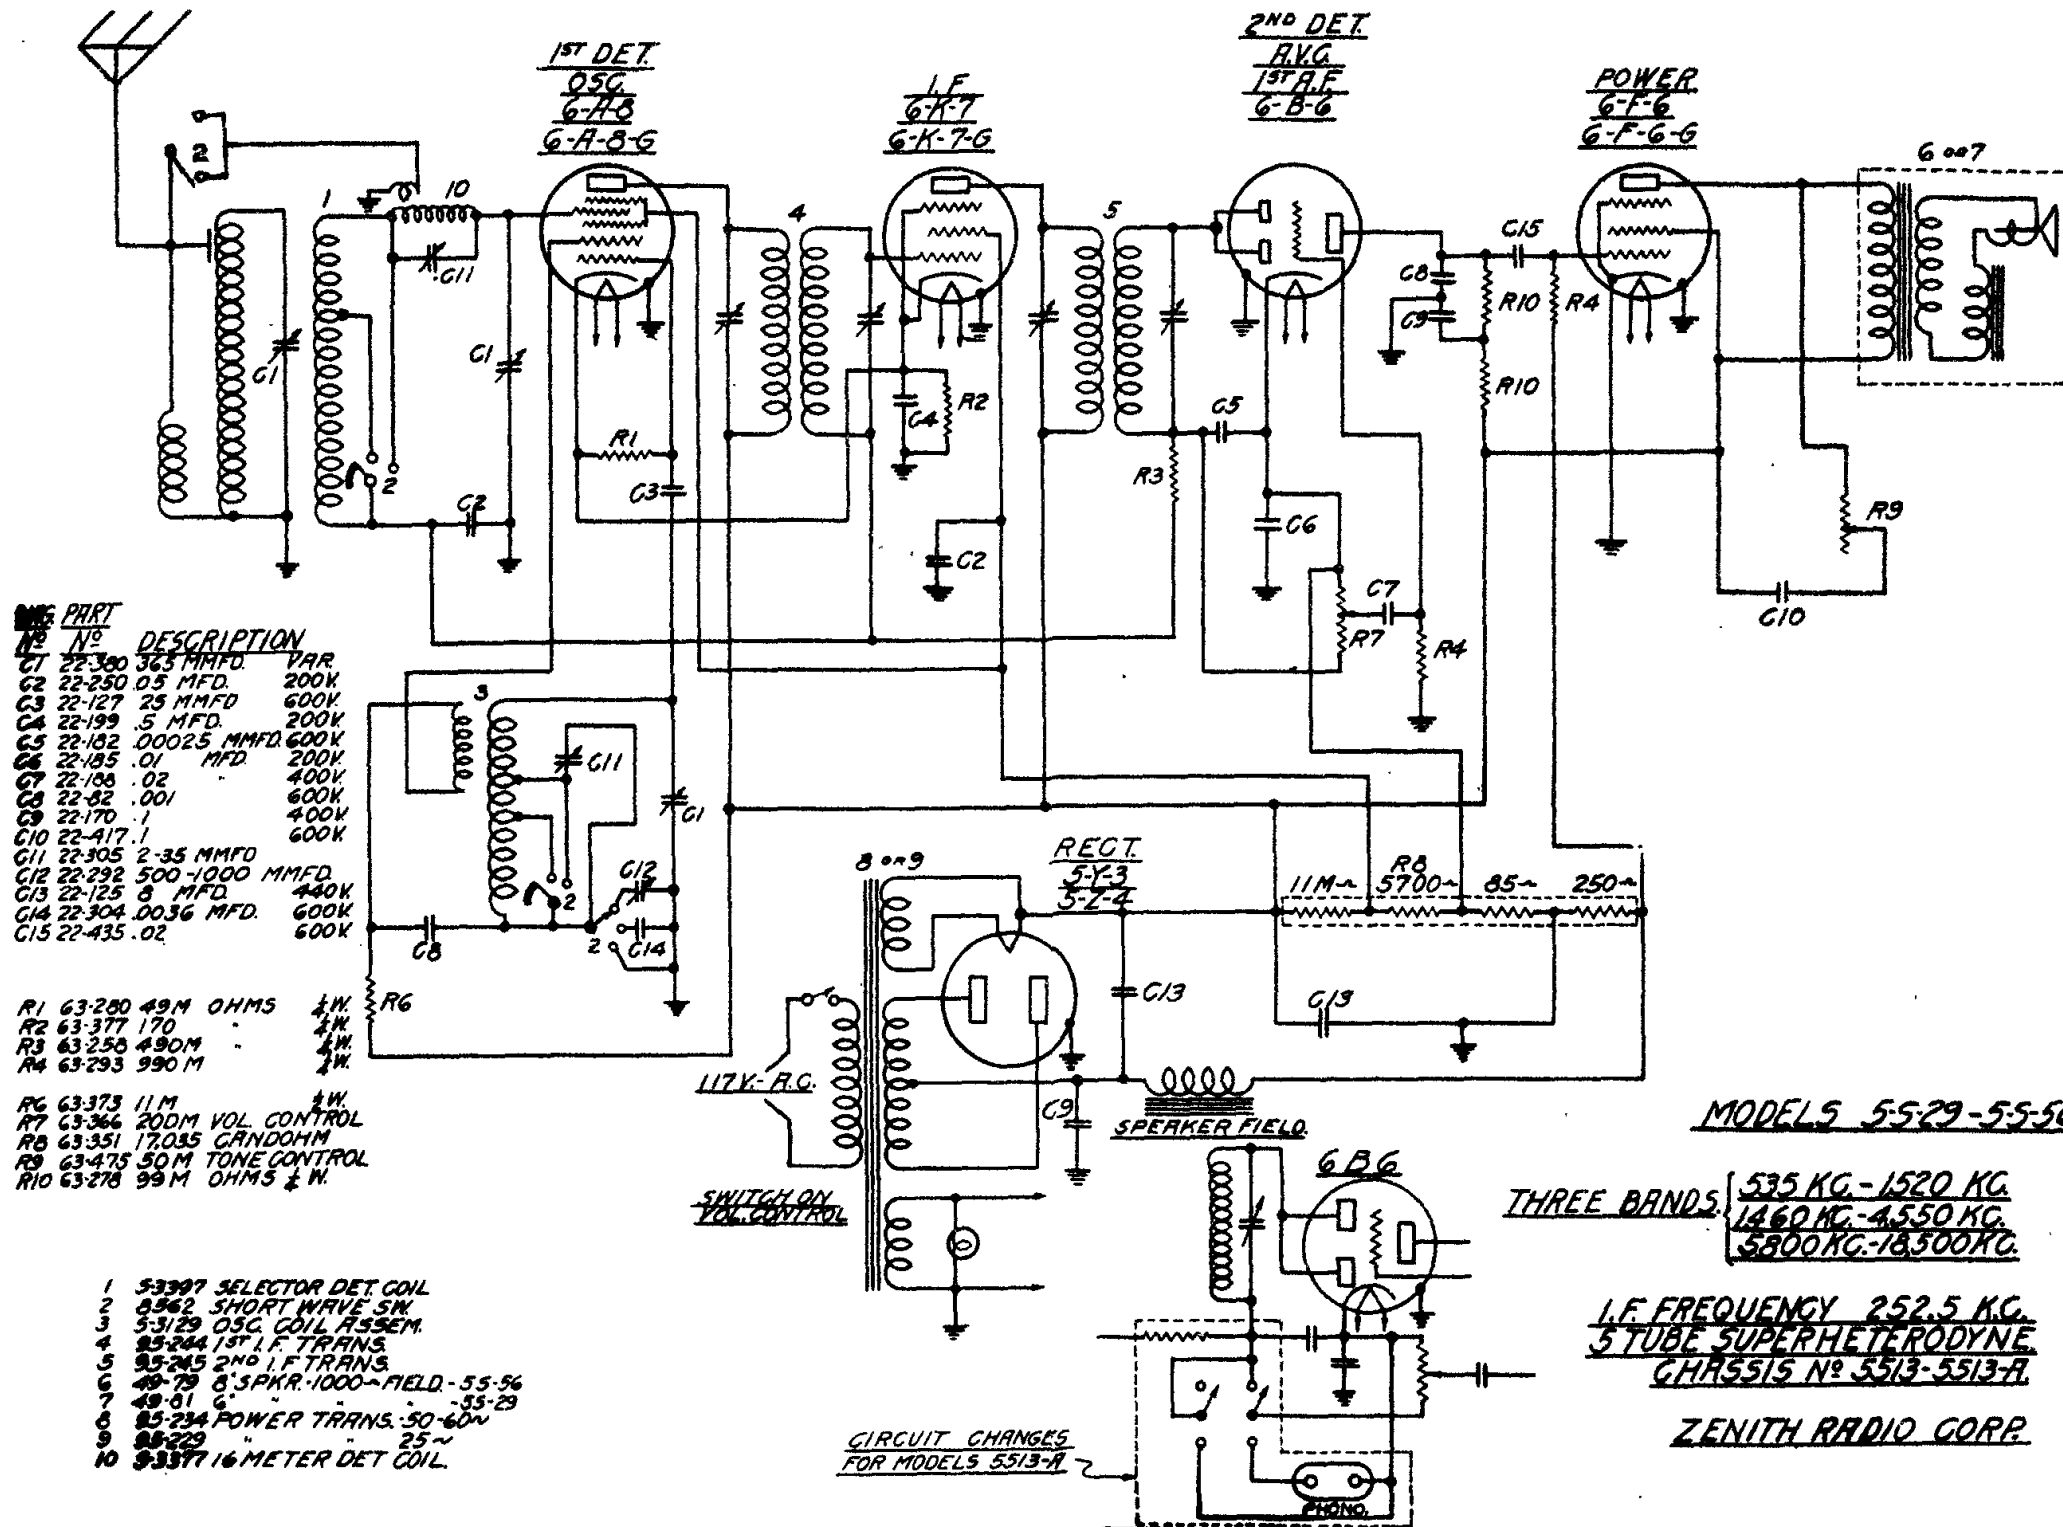 1ST DET.
OSC.
6-A-8
6-A-8-G
I.F
6-K-7
6-K-7-G
2ND DET.
A.V.C.
1ST A.F.
6-B-6
POWER
6-F-6
6-F-6-G
6 OR 7
2
1
10
C11
C1
C1
2
C2
R1
C3
4
C4
R2
C2
5
C5
R3
C6
C7
R7
R4
C8
C9
R10
R10
C15
R4
R9
C10
PART
Nº Nº DESCRIPTION
C1 22-380 365 MMFD. VAR.
C2 22-250 .05 MFD. 200V.
C3 22-127 25 MMFD 600V.
C4 22-199 .5 MFD. 200V.
C5 22-182 .00025 MMFD. 600V.
C6 22-185 .01 MFD. 200V.
C7 22-188 .02 " 400V.
C8 22-82 .001 600V.
C9 22-170 .1 400V.
C10 22-417 .1 600V.
C11 22-305 2-35 MMFD
C12 22-292 500-1000 MMFD.
C13 22-125 8 MFD. 440V.
C14 22-304 .0036 MFD. 600V.
C15 22-435 .02 600V.
R1 63-280 49M OHMS ¼W.
R2 63-377 170 " ¼W.
R3 63-258 490M " ¼W.
R4 63-293 990M ¼W.
R6 63-373 11M ½W.
R7 63-366 200M VOL. CONTROL
R8 63-351 17,035 CANDOHM
R9 63-475 50M TONE CONTROL
R10 63-278 99M OHMS ¼W.
3
C11
C1
2
C12
2
C14
C8
R6
8 OR 9
RECT.
5-Y-3
5-Z-4
R8
11M~ 5700~ 85~ 250~
C13
C13
117V.-A.C.
C9
SPEAKER FIELD.
SWITCH ON
VOL. CONTROL
6B6
MODELS 5-S-29-5-S-56
THREE BANDS.
535 KC.-1520 KC.
1460 KC.-4,550 KC.
5800 KC.-18,500 KC.
I.F. FREQUENCY 252.5 K.C.
5 TUBE SUPERHETERODYNE.
CHASSIS Nº 5513-5513-A.
ZENITH RADIO CORP.
1 S-3397 SELECTOR DET. COIL
2 8562 SHORT WAVE SW.
3 S-3129 OSC. COIL ASSEM.
4 95-244 1ST I.F. TRANS.
5 95-245 2ND I.F TRANS.
6 49-79 8" SPKR.-1000~FIELD.-5S-56
7 49-81 6" " " " -5S-29
8 95-234 POWER TRANS.-50-60~
9 95-229 " " 25~
10 S-3377 16 METER DET COIL.
CIRCUIT CHANGES
FOR MODELS 5513-A
PHONO.